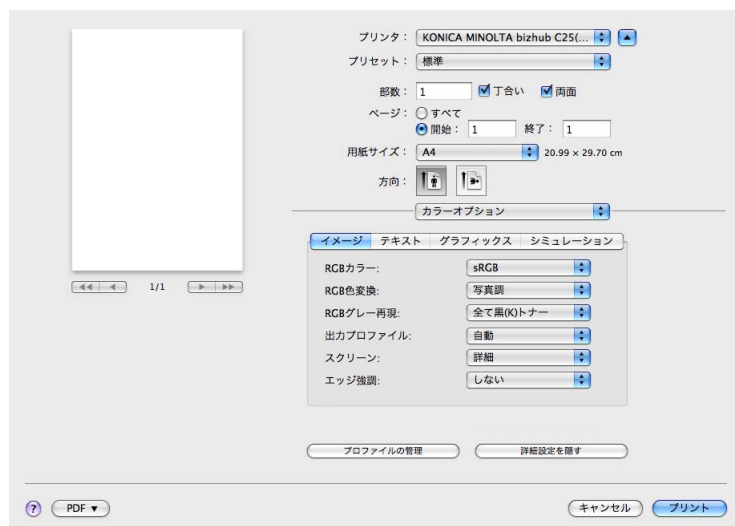 プリンタ： KONICA MINOLTA bizhub C25(...
プリセット： 標準
部数： 1 丁合い 両面
ページ： すべて
開始： 1 終了： 1
用紙サイズ： A4 20.99 × 29.70 cm
方向：
カラーオプション
イメージ テキスト グラフィックス シミュレーション
RGBカラー: sRGB
RGB色変換: 写真調
RGBグレー再現: 全て黒(K)トナー
出力プロファイル: 自動
スクリーン: 詳細
エッジ強調: しない
1/1
プロファイルの管理 詳細設定を隠す
? PDF ▼ キャンセル プリント